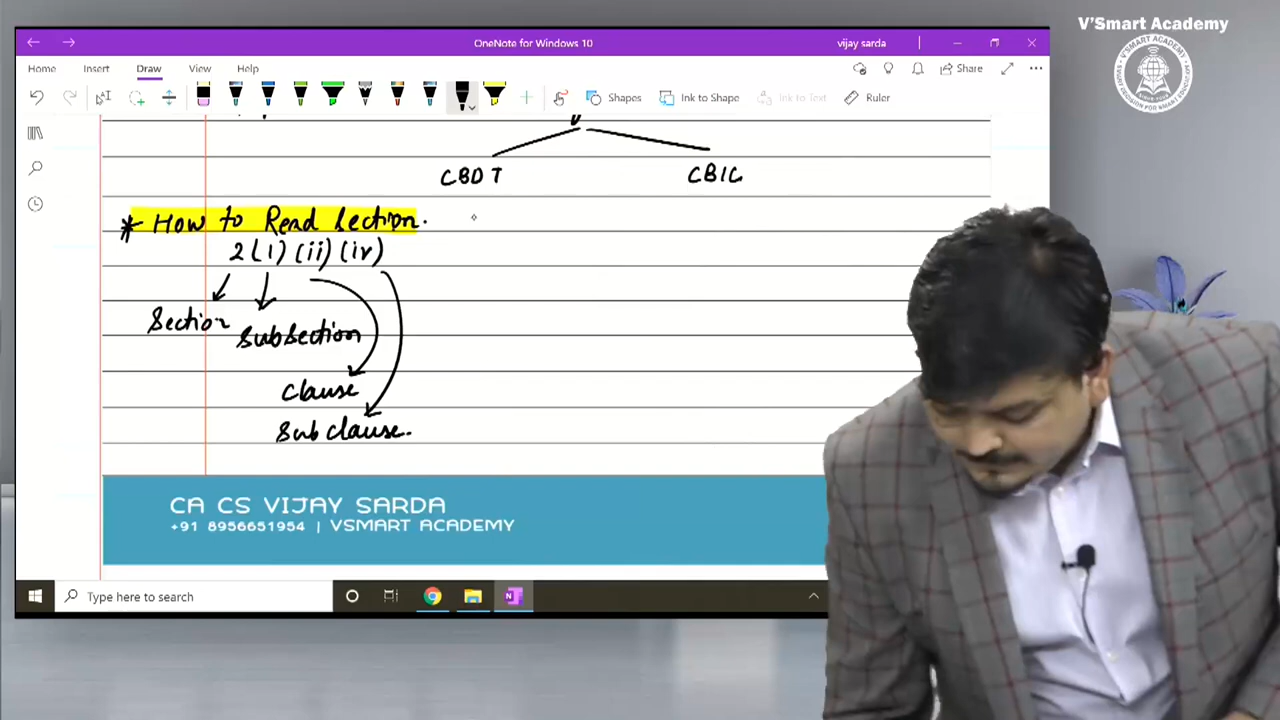 V'Smart Academy
OneNote for Windows 10
vijay sarda
Home Insert Draw View Help
Share
Shapes Ink to Shape Ink to Text Ruler
CBDT CBIC
* How to Read Section.
2(1)(ii)(iv)
Section
Subsection
Clause
Subclause.
CA CS VIJAY SARDA
+91 8956651954 | VSMART ACADEMY
Type here to search